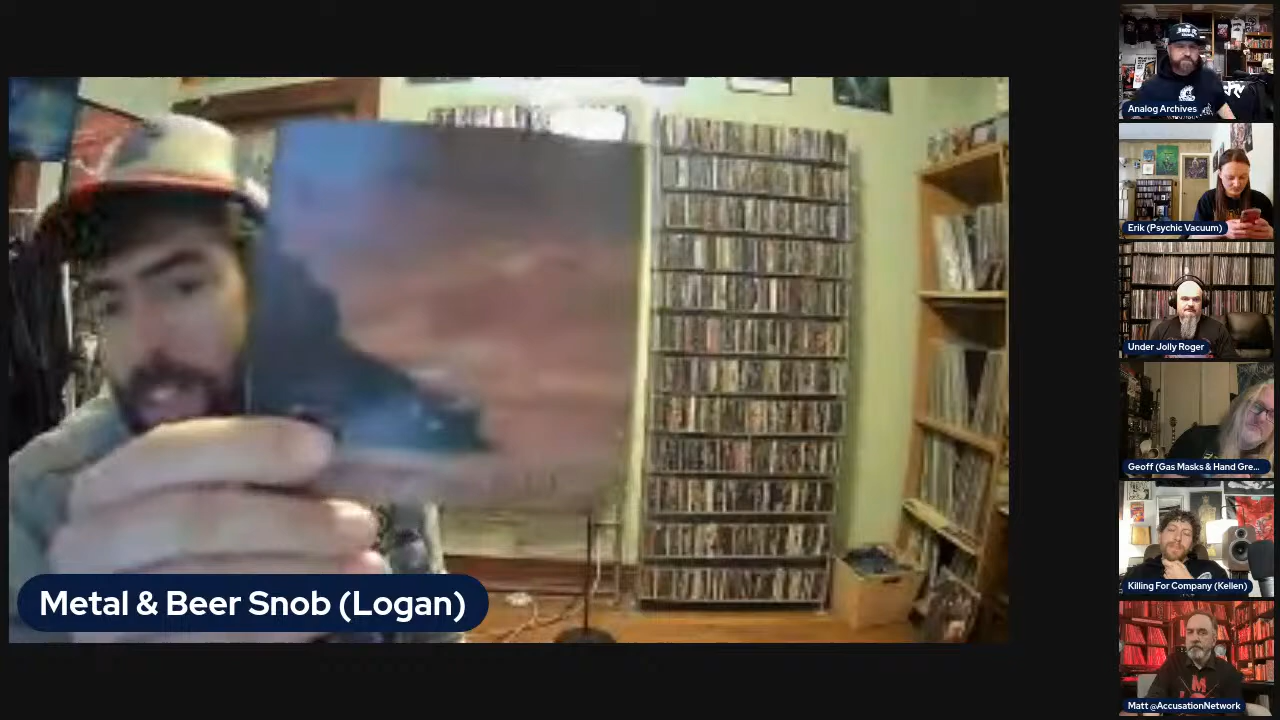 Metal & Beer Snob (Logan)
Analog Archives
Erik (Psychic Vacuum)
Under Jolly Roger
Geoff (Gas Masks & Hand Gre...
Killing For Company (Kellen)
Matt @AccusationNetwork